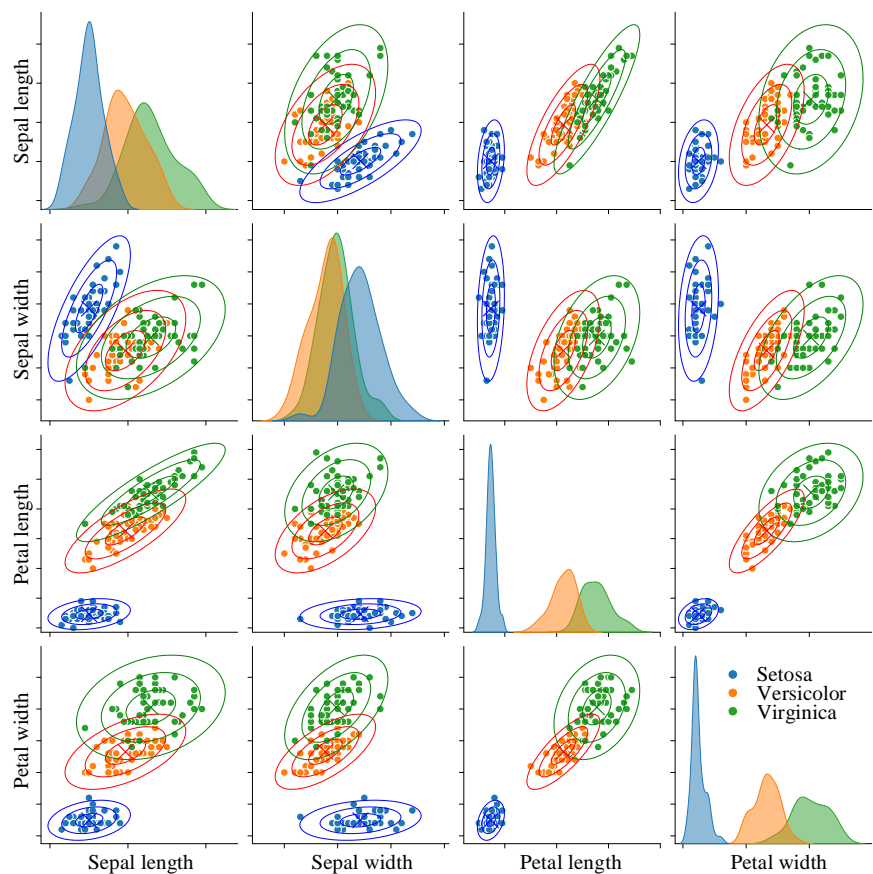 Sepal length
Sepal width
Petal length
Petal width
Setosa
Versicolor
Virginica
Sepal length
Sepal width
Petal length
Petal width